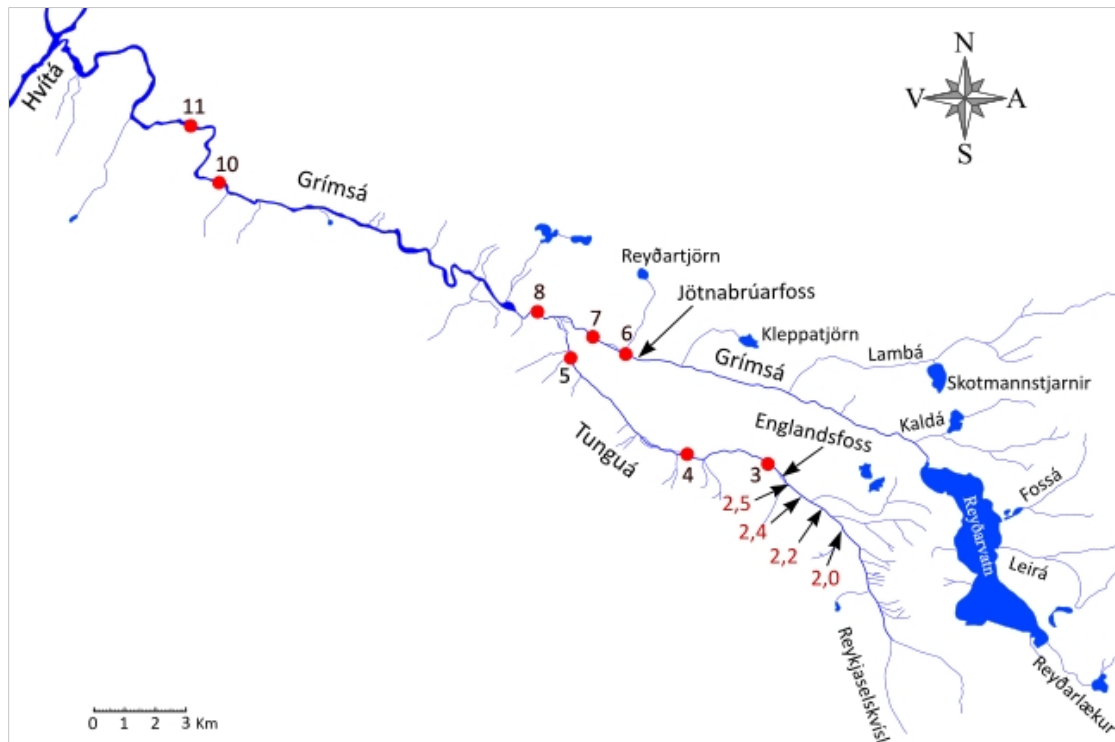 N
V
A
S
Hvítá
11
10
Grímsá
Reyðartjörn
8
Jötnabrúarfoss
7
6
Kleppatjörn
Grímsá
Lambá
Skotmannstjarnir
5
Kaldá
Englandsfoss
Tunguá
4
3
2,5
2,4
2,2
2,0
Fossá
Reyðarvatn
Leirá
Reykjaselskvísl
Reyðarlækur
0 1 2 3 Km